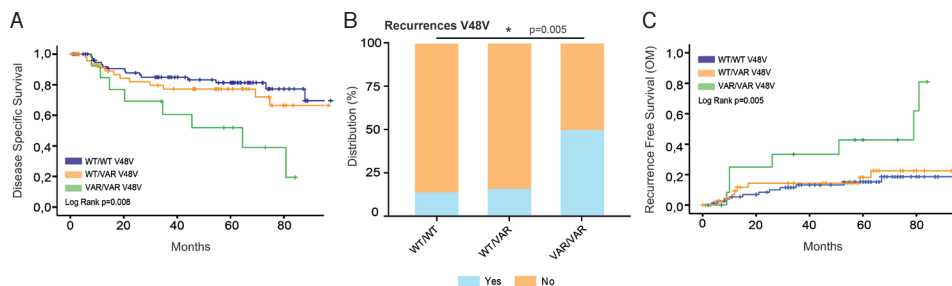 A
Disease Specific Survival
1,0
0,8
0,6
0,4
0,2
0,0
WT/WT V48V
WT/VAR V48V
VAR/VAR V48V
Log Rank p=0.006
0
20
40
60
80
Months
B
Recurrences V48V
* p=0.005
Distribution (%)
100
75
50
25
0
WT/WT
WT/VAR
VAR/VAR
Yes
No
C
Recurrence Free Survival (OM)
1,0
0,8
0,6
0,4
0,2
0,0
WT/WT V48V
WT/VAR V48V
VAR/VAR V48V
Log Rank p=0.005
0
20
40
60
80
Months